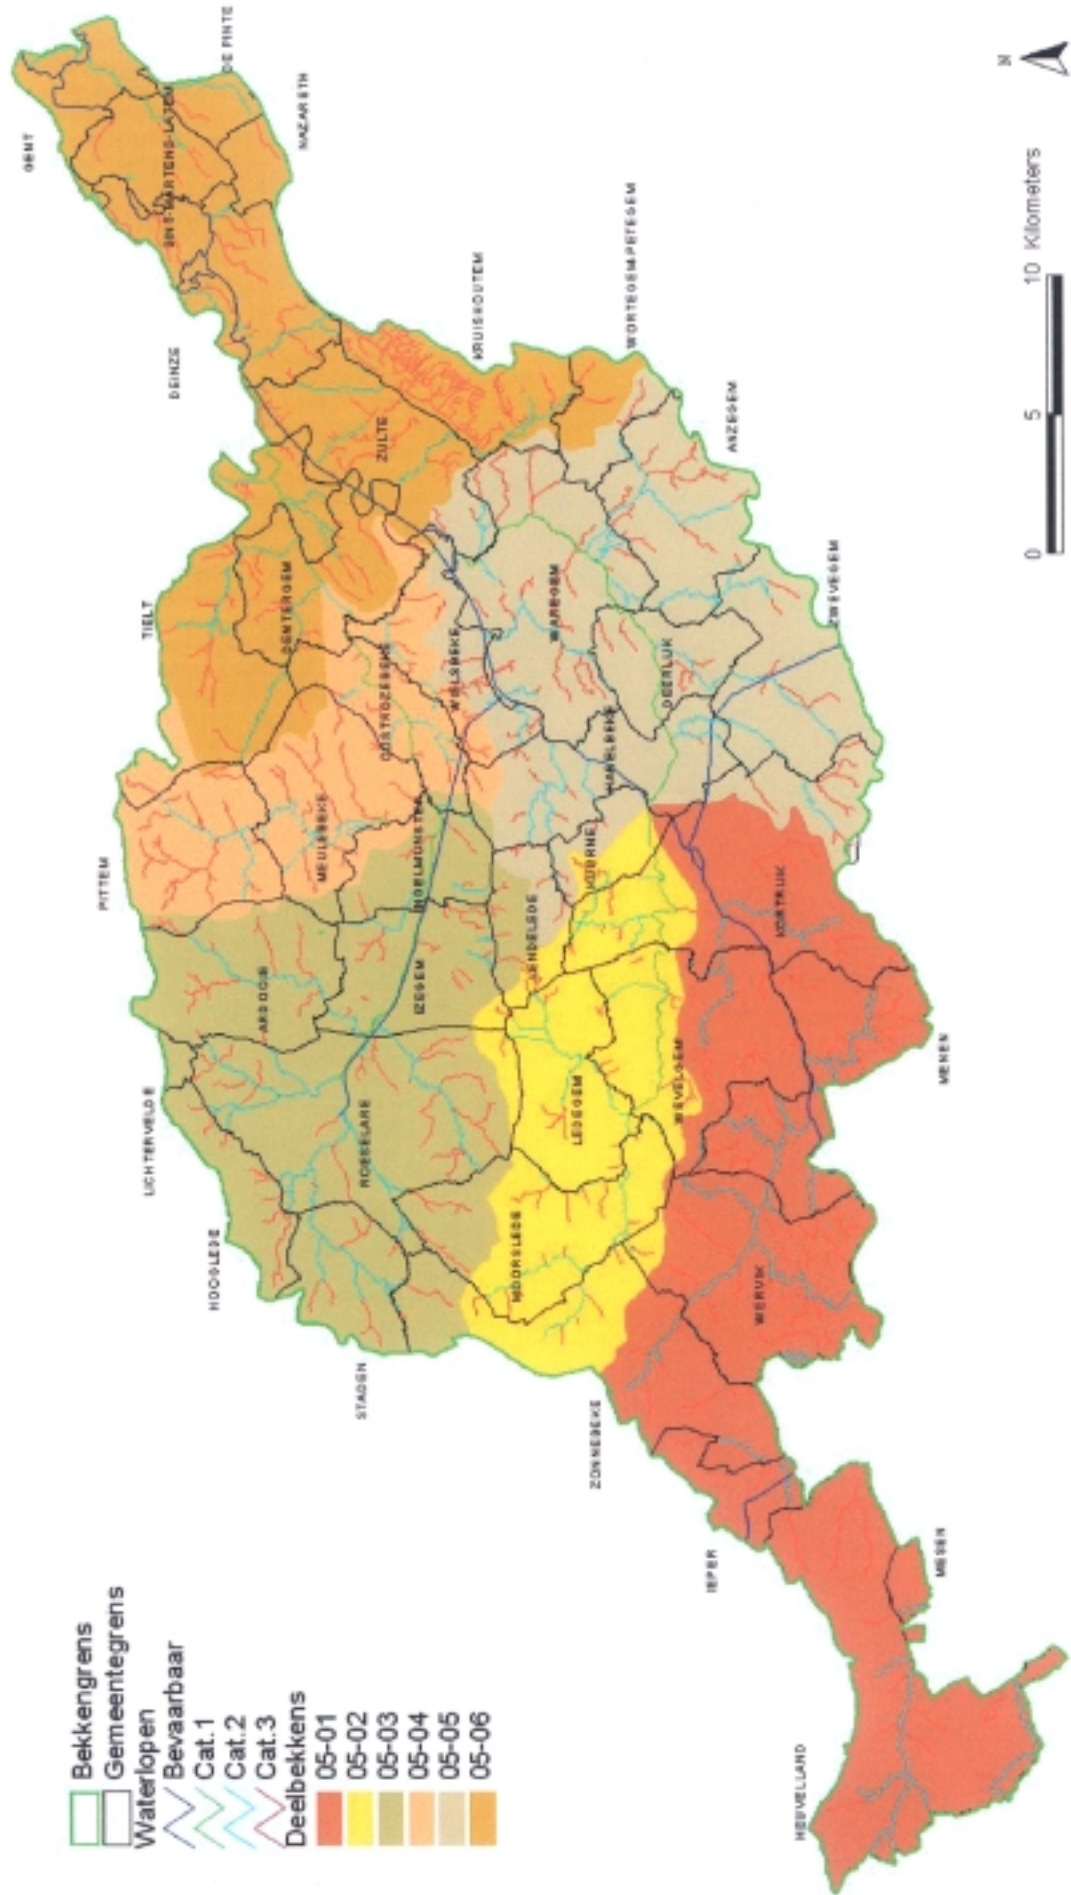 Bekkengrens
Gemeentegrens
Waterlopen
Bevaarbaar
Cat.1
Cat.2
Cat.3
Deelbekkens
05-01
05-02
05-03
05-04
05-05
05-06
GENT
DE PINTE
SINT-MARTENS-LATEM
NAZARETH
DEINZE
KRUISHOUTEM
WORTEGEM-PETEGEM
ZULTE
ANZEGEM
TIELT
DENTERGEM
OOSTROZEBEKE
WIELSBEKE
WAREGEM
DEERLIJK
ZWEVEGEM
PITTEM
MEULEBEKE
INGELMUNSTER
HARELBEKE
KUURNE
LENDELEDE
KORTRIJK
ARDOOIE
IZEGEM
LICHTERVELDE
ROESELARE
LEDEGEM
WEVELGEM
MENEN
HOOGLEDE
MOORSLEDE
WERVIK
STADEN
ZONNEBEKE
IEPER
MESEN
HEUVELLAND
N
0 5 10 Kilometers